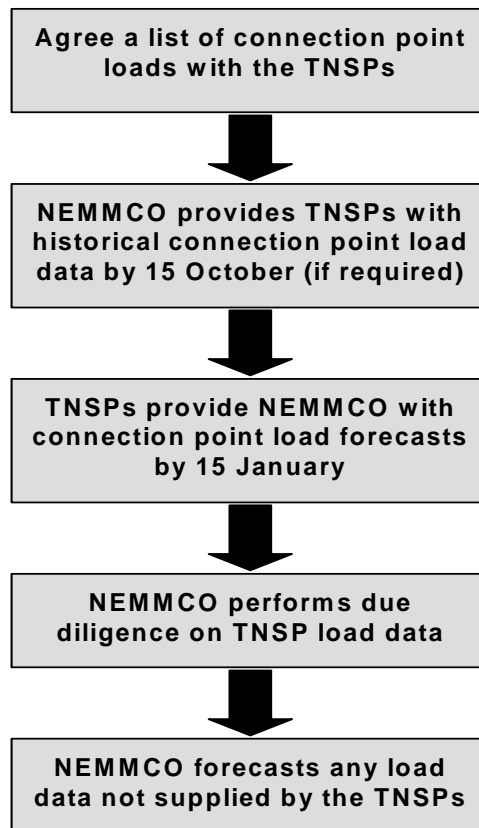 Agree a list of connection point
loads with the TNSPs
NEMMCO provides TNSPs with
historical connection point load
data by 15 October (if required)
TNSPs provide NEMMCO with
connection point load forecasts
by 15 January
NEMMCO performs due
diligence on TNSP load data
NEMMCO forecasts any load
data not supplied by the TNSPs